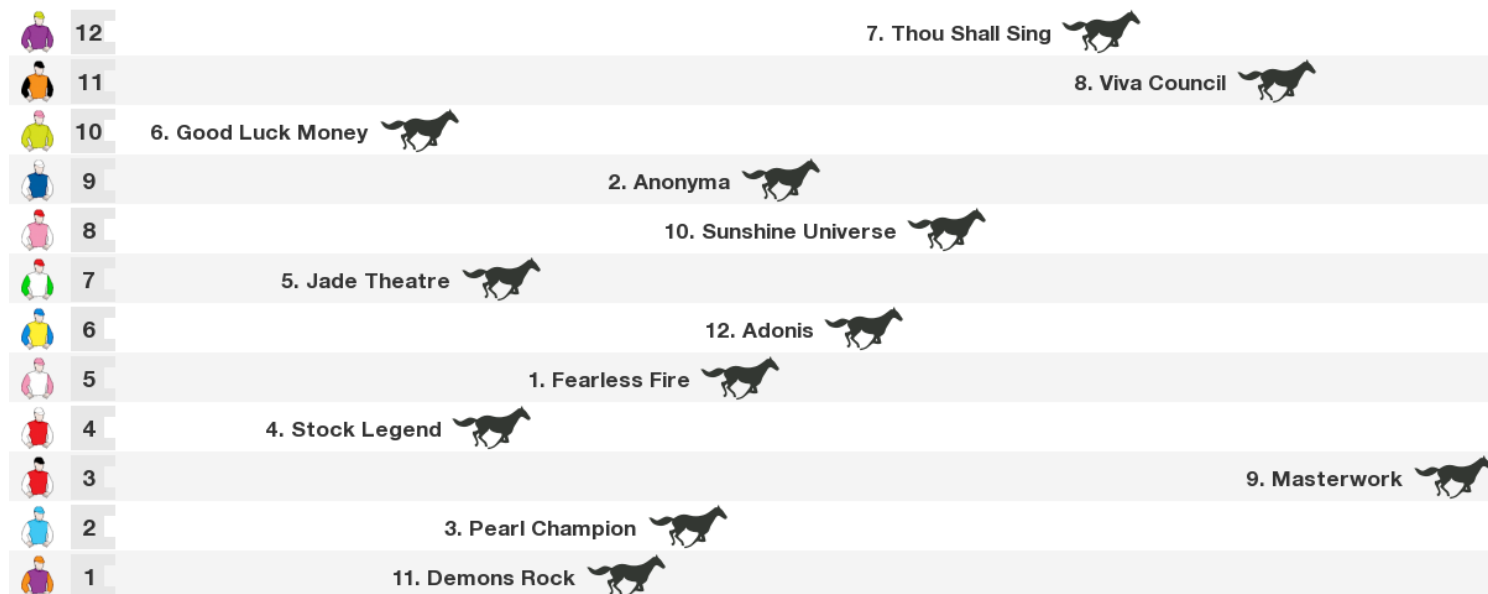 12 7. Thou Shall Sing
11 8. Viva Council
10 6. Good Luck Money
9 2. Anonyma
8 10. Sunshine Universe
7 5. Jade Theatre
6 12. Adonis
5 1. Fearless Fire
4 4. Stock Legend
3 9. Masterwork
2 3. Pearl Champion
1 11. Demons Rock